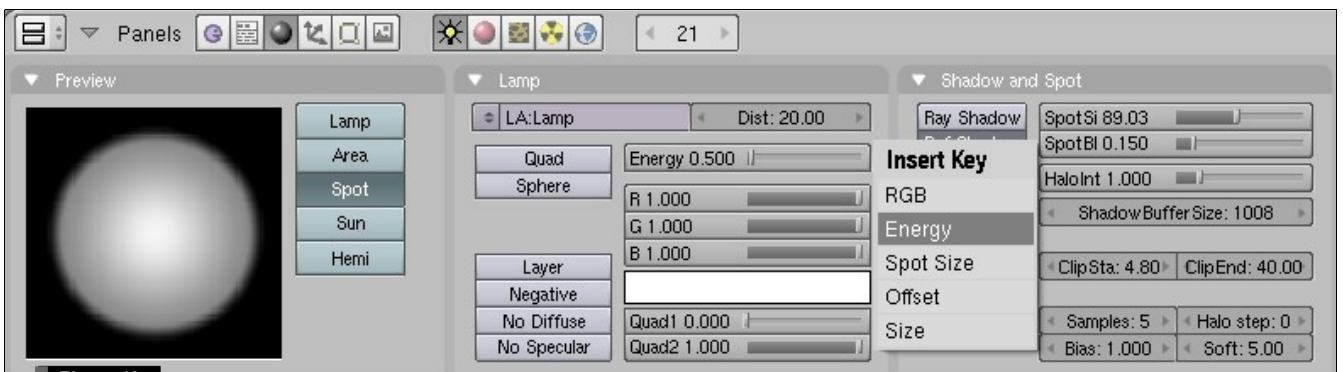 Panels
21
Preview
Lamp
Area
Spot
Sun
Hemi
Lamp
LA:Lamp
Dist: 20.00
Quad
Sphere
Layer
Negative
No Diffuse
No Specular
Energy 0.500
R 1.000
G 1.000
B 1.000
Quad1 0.000
Quad2 1.000
Insert Key
RGB
Energy
Spot Size
Offset
Size
Shadow and Spot
Ray Shadow
SpotSi 89.03
SpotBl 0.150
HaloInt 1.000
ShadowBufferSize: 1008
ClipSta: 4.80
ClipEnd: 40.00
Samples: 5
Halo step: 0
Bias: 1.000
Soft: 5.00